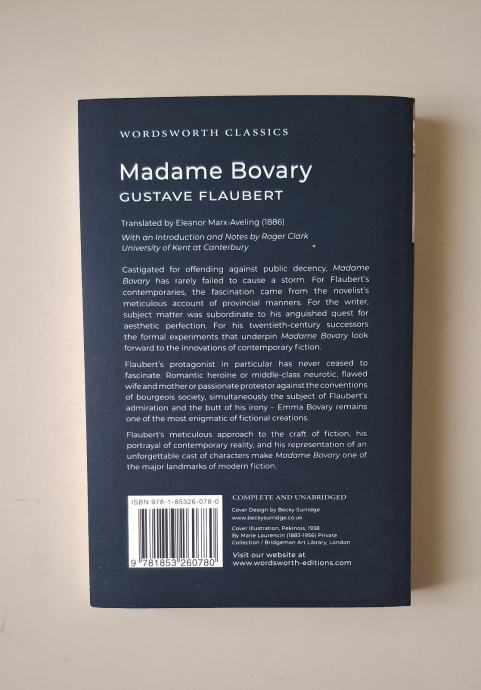 WORDSWORTH CLASSICS
Madame Bovary
GUSTAVE FLAUBERT
Translated by Eleanor Marx-Aveling (1886)
With an Introduction and Notes by Roger Clark
University of Kent at Canterbury
Castigated for offending against public decency, Madame
Bovary has rarely failed to cause a storm. For Flaubert's
contemporaries, the fascination came from the novelist's
meticulous account of provincial manners. For the writer,
subject matter was subordinate to his anguished quest for
aesthetic perfection. For his twentieth-century successors
the formal experiments that underpin Madame Bovary look
forward to the innovations of contemporary fiction.
Flaubert's protagonist in particular has never ceased to
fascinate. Romantic heroine or middle-class neurotic, flawed
wife and mother or passionate protestor against the conventions
of bourgeois society, simultaneously the subject of Flaubert's
admiration and the butt of his irony – Emma Bovary remains
one of the most enigmatic of fictional creations.
Flaubert's meticulous approach to the craft of fiction, his
portrayal of contemporary reality, and his representation of an
unforgettable cast of characters make Madame Bovary one of
the major landmarks of modern fiction.
ISBN 978-1-85326-078-0
9 781853 260780
COMPLETE AND UNABRIDGED
Cover Design by Becky Surridge
www.beckysurridge.co.uk
Cover Illustration, Pekinois, 1938
By Marie Laurencin (1883-1956) Private
Collection / Bridgeman Art Library, London
Visit our website at
www.wordsworth-editions.com